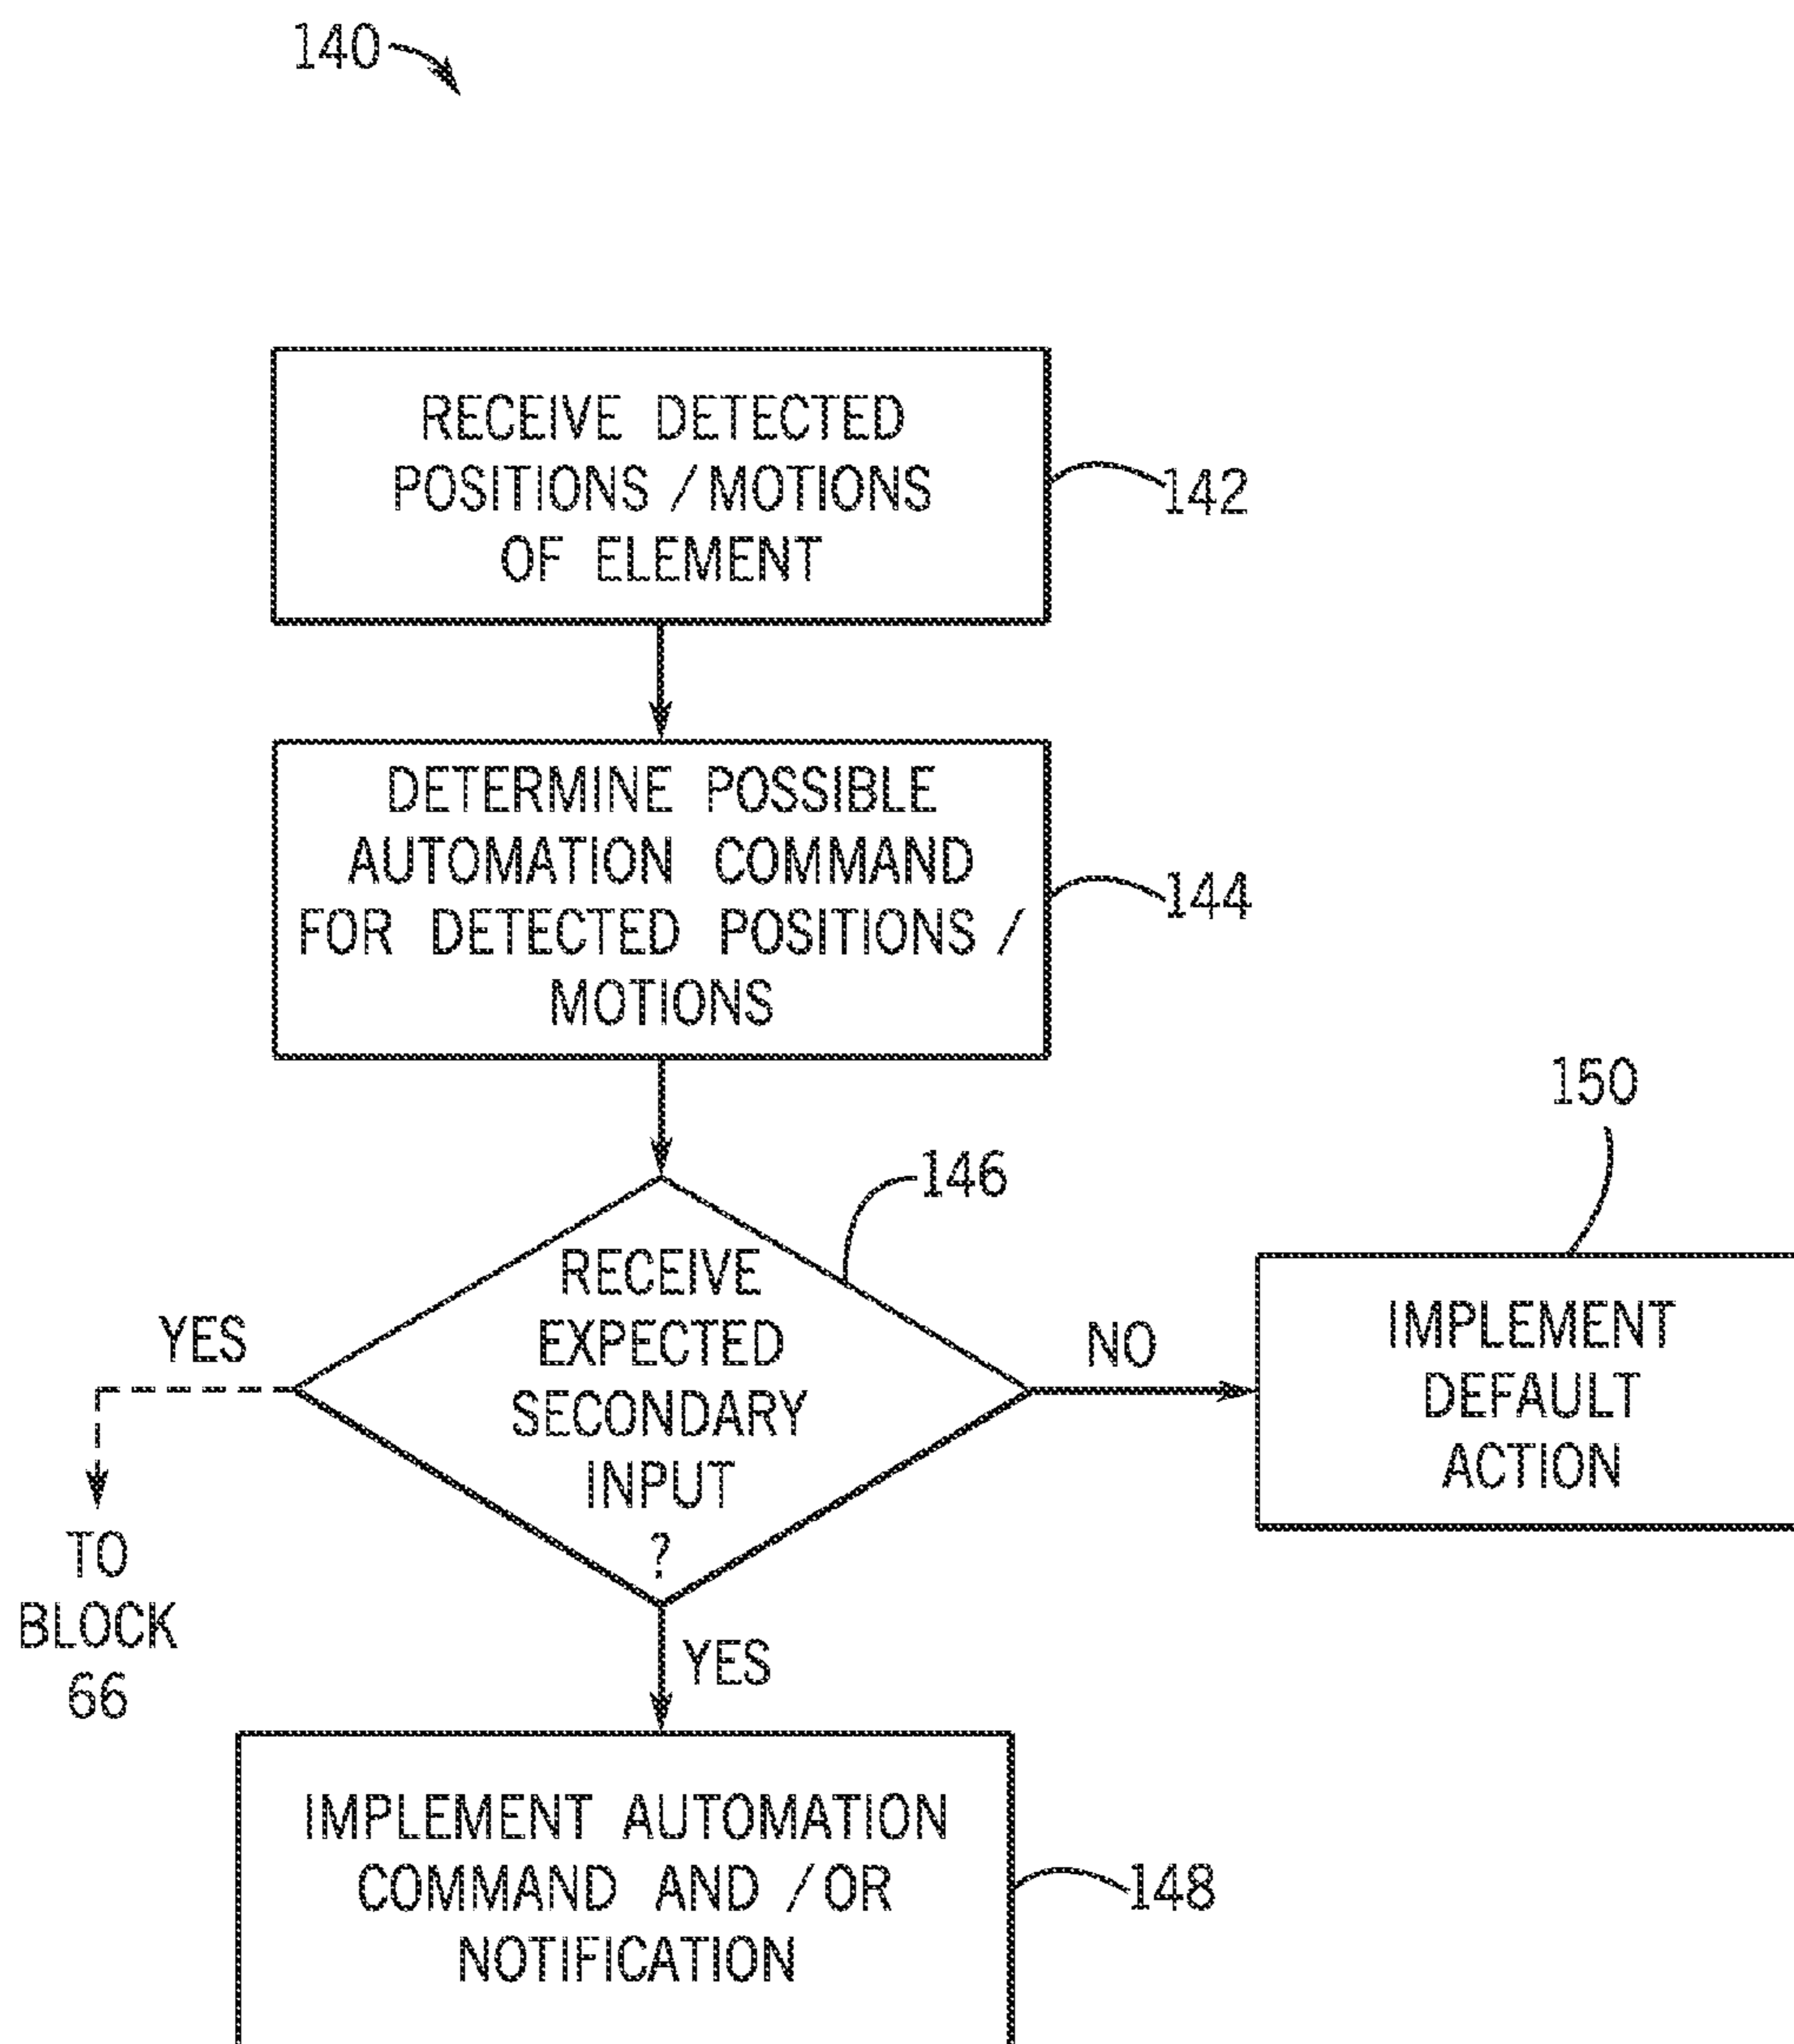 140
RECEIVE DETECTED
POSITIONS / MOTIONS
OF ELEMENT
142
DETERMINE POSSIBLE
AUTOMATION COMMAND
FOR DETECTED POSITIONS /
MOTIONS
144
146
RECEIVE
EXPECTED
SECONDARY
INPUT
?
YES
TO
BLOCK
66
NO
150
IMPLEMENT
DEFAULT
ACTION
YES
IMPLEMENT AUTOMATION
COMMAND AND / OR
NOTIFICATION
148